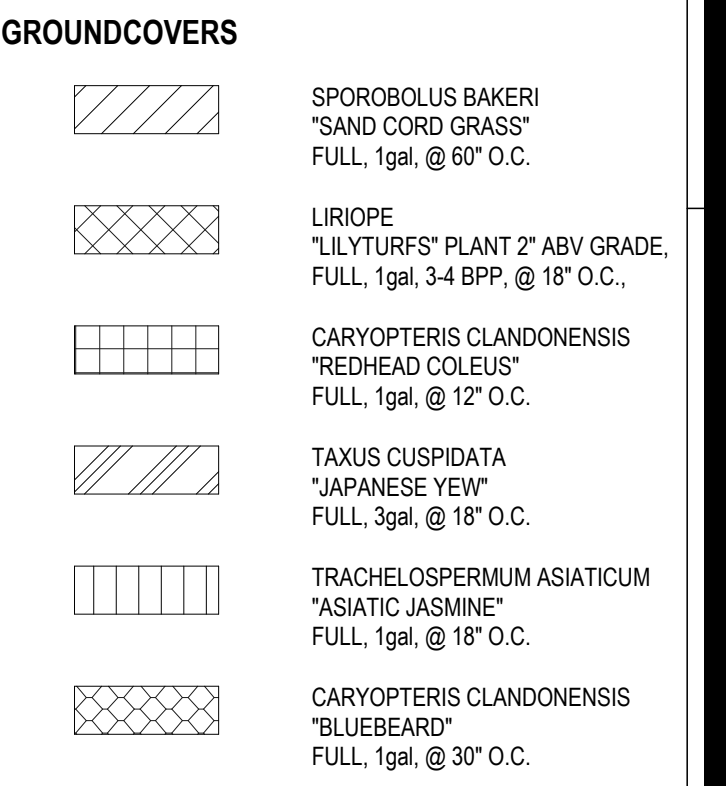 GROUNDCOVERS
SPOROBOLUS BAKERI
"SAND CORD GRASS"
FULL, 1gal, @ 60" O.C.
LIRIOPE
"LILYTURFS" PLANT 2" ABV GRADE,
FULL, 1gal, 3-4 BPP, @ 18" O.C.,
CARYOPTERIS CLANDONENSIS
"REDHEAD COLEUS"
FULL, 1gal, @ 12" O.C.
TAXUS CUSPIDATA
"JAPANESE YEW"
FULL, 3gal, @ 18" O.C.
TRACHELOSPERMUM ASIATICUM
"ASIATIC JASMINE"
FULL, 1gal, @ 18" O.C.
CARYOPTERIS CLANDONENSIS
"BLUEBEARD"
FULL, 1gal, @ 30" O.C.